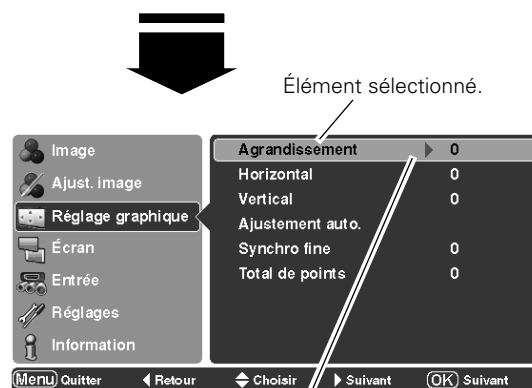 Élément sélectionné.
Image
Ajust. image
Réglage graphique
Écran
Entrée
Réglages
Information
Agrandissement 0
Horizontal 0
Vertical 0
Ajustement auto.
Synchro fine 0
Total de points 0
Menu Quitter Retour Choisir Suivant OK Suivant